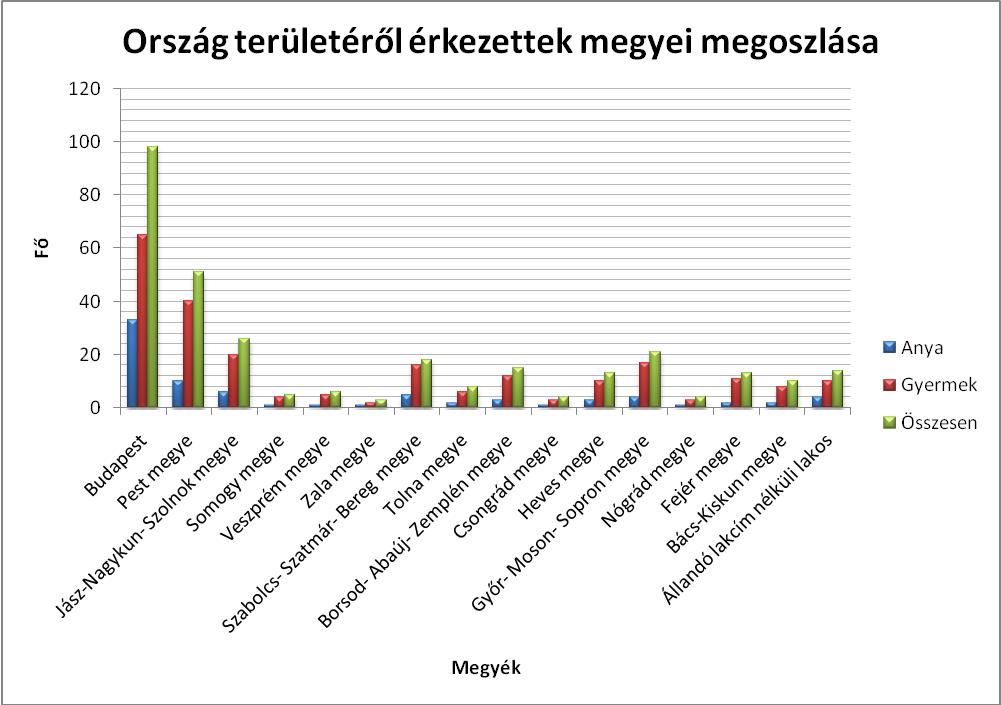 Ország területéről érkezettek megyei megoszlása
120
100
80
60
40
20
0
Fő
Budapest
Pest megye
Jász-Nagykun- Szolnok megye
Somogy megye
Veszprém megye
Zala megye
Szabolcs- Szatmár- Bereg megye
Tolna megye
Borsod- Abaúj- Zemplén megye
Csongrád megye
Heves megye
Győr- Moson- Sopron megye
Nógrád megye
Fejér megye
Bács-Kiskun megye
Állandó lakcím nélküli lakos
Megyék
Anya
Gyermek
Összesen